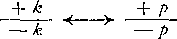 + k / − k ⟷ + p / − p